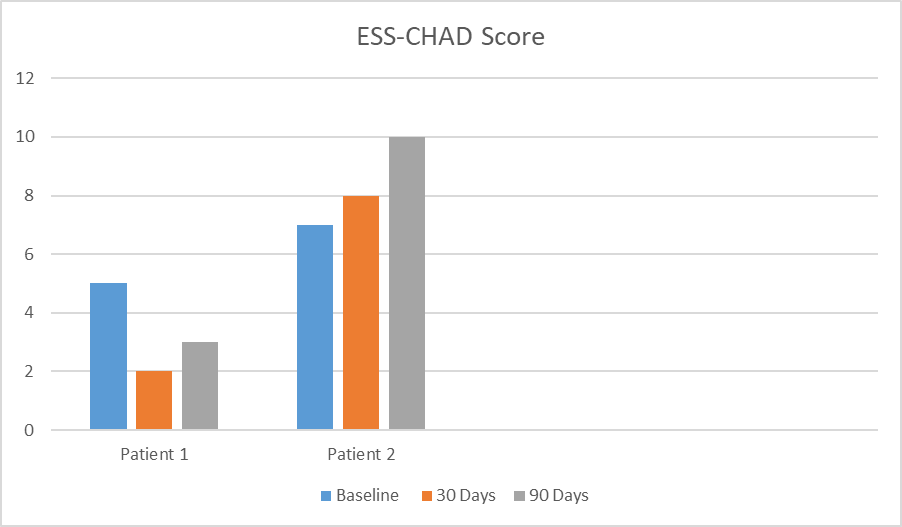 ESS-CHAD Score
12
10
8
6
4
2
0
Patient 1 Patient 2
Baseline 30 Days 90 Days